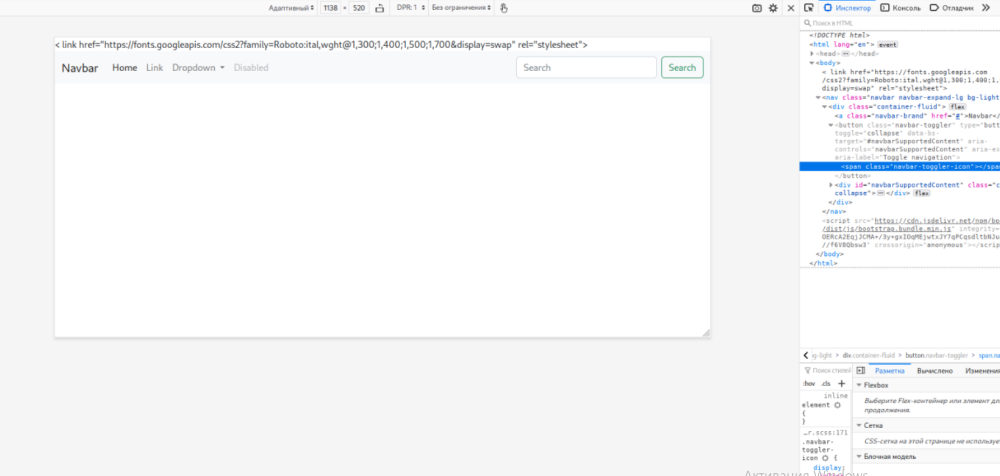 Адаптивный 1138 × 520 DPR: 1 Без ограничения
Инспектор Консоль Отладчик
Поиск в HTML
< link href="https://fonts.googleapis.com/css2?family=Roboto:ital,wght@1,300;1,400;1,500;1,700&display=swap" rel="stylesheet">
Navbar Home Link Dropdown Disabled Search Search
<!DOCTYPE html>
<html lang="en"> event
<head> ⋯ </head>
<body>
< link href="https://fonts.googleapis.com
/css2?family=Roboto:ital,wght@1,300;1,400;1,
display=swap" rel="stylesheet">
<nav class="navbar navbar-expand-lg bg-light
<div class="container-fluid"> flex
<a class="navbar-brand" href="#">Navbar</
<button class="navbar-toggler" type="butt
toggle="collapse" data-bs-
target="#navbarSupportedContent" aria-
controls="navbarSupportedContent" aria-ex
aria-label="Toggle navigation">
<span class="navbar-toggler-icon"></spa
</button>
<div id="navbarSupportedContent" class="c
collapse"> ⋯ </div> flex
</div>
</nav>
<script src="https://cdn.jsdelivr.net/npm/bo
/dist/js/bootstrap.bundle.min.js" integrity=
OERcA2EqjJCMA+/3y+gxIOqMEjwtxJY7qPCqsdltbNJu
//f6V8Qbsw3" crossorigin="anonymous"></scrip
</body>
</html>
g-light > div.container-fluid > button.navbar-toggler > span.na
Поиск стилей
Разметка Вычислено Изменения
:hov .cls +
inline
element
{
}
…r.scss:171
.navbar-
toggler-
icon {
display:
Flexbox
Выберите Flex-контейнер или элемент дл
продолжения.
Сетка
CSS-сетка на этой странице не используе
Блочная модель
Активация Windows